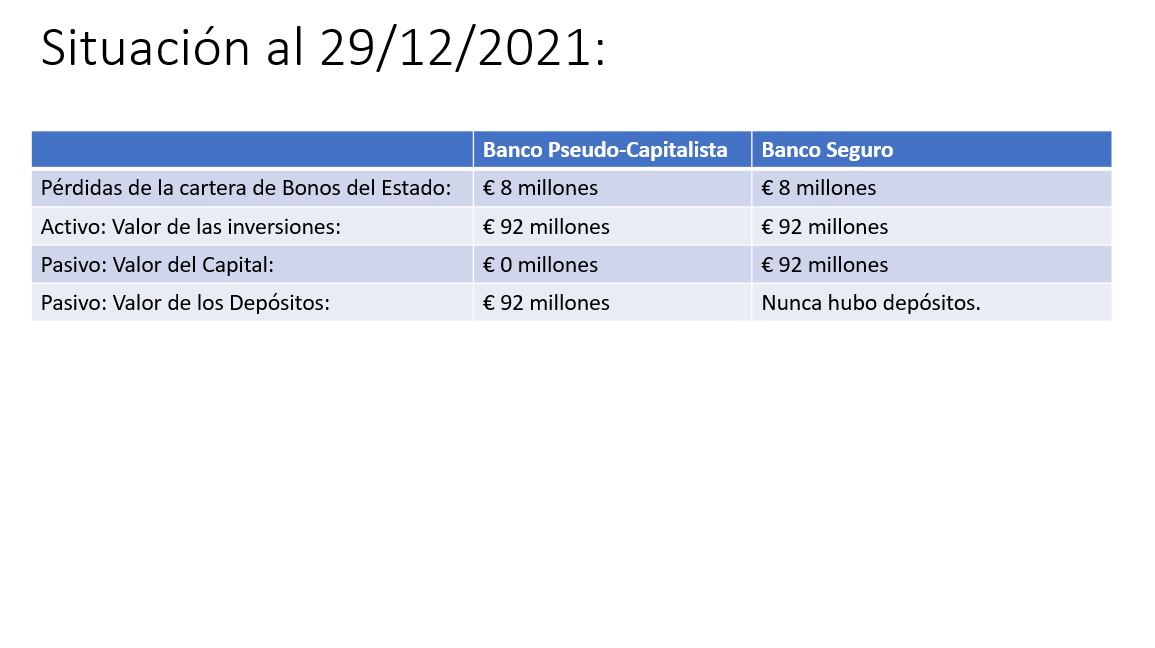 Situación al 29/12/2021:
Banco Pseudo-Capitalista Banco Seguro
Pérdidas de la cartera de Bonos del Estado: € 8 millones € 8 millones
Activo: Valor de las inversiones: € 92 millones € 92 millones
Pasivo: Valor del Capital: € 0 millones € 92 millones
Pasivo: Valor de los Depósitos: € 92 millones Nunca hubo depósitos.